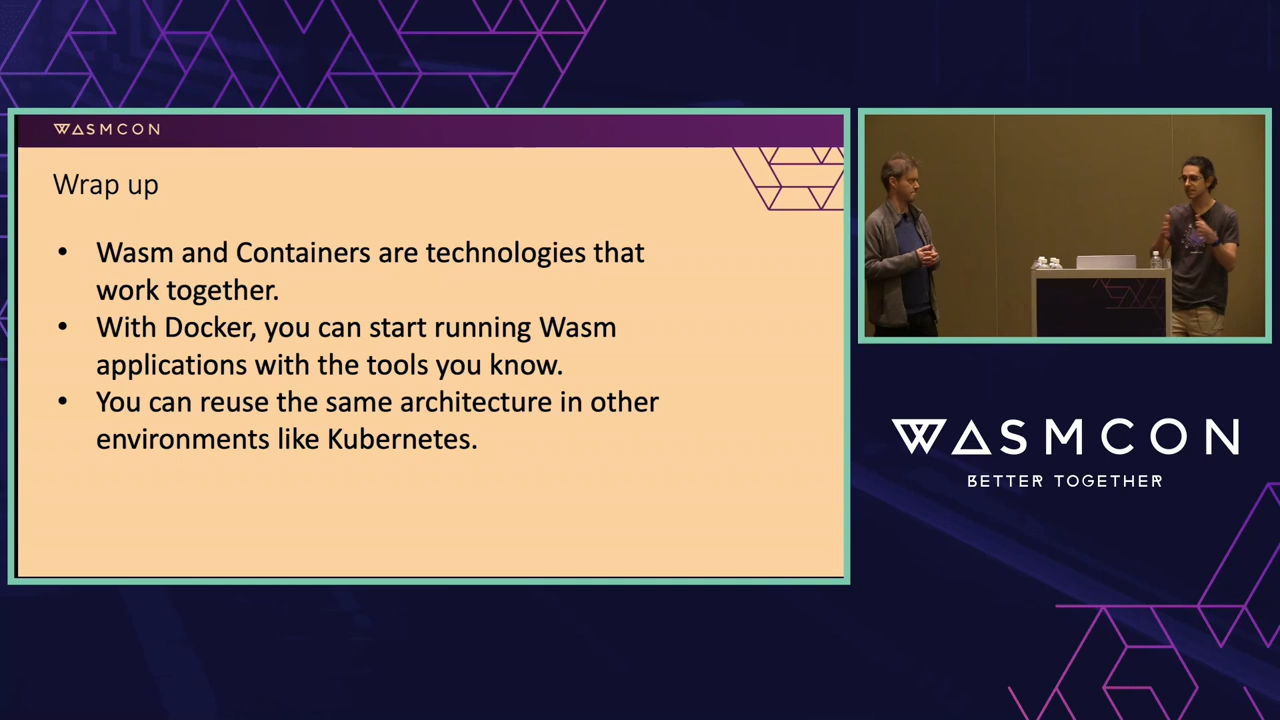 WASMCON
Wrap up
• Wasm and Containers are technologies that
work together.
• With Docker, you can start running Wasm
applications with the tools you know.
• You can reuse the same architecture in other
environments like Kubernetes.
WASMCON
BETTER TOGETHER